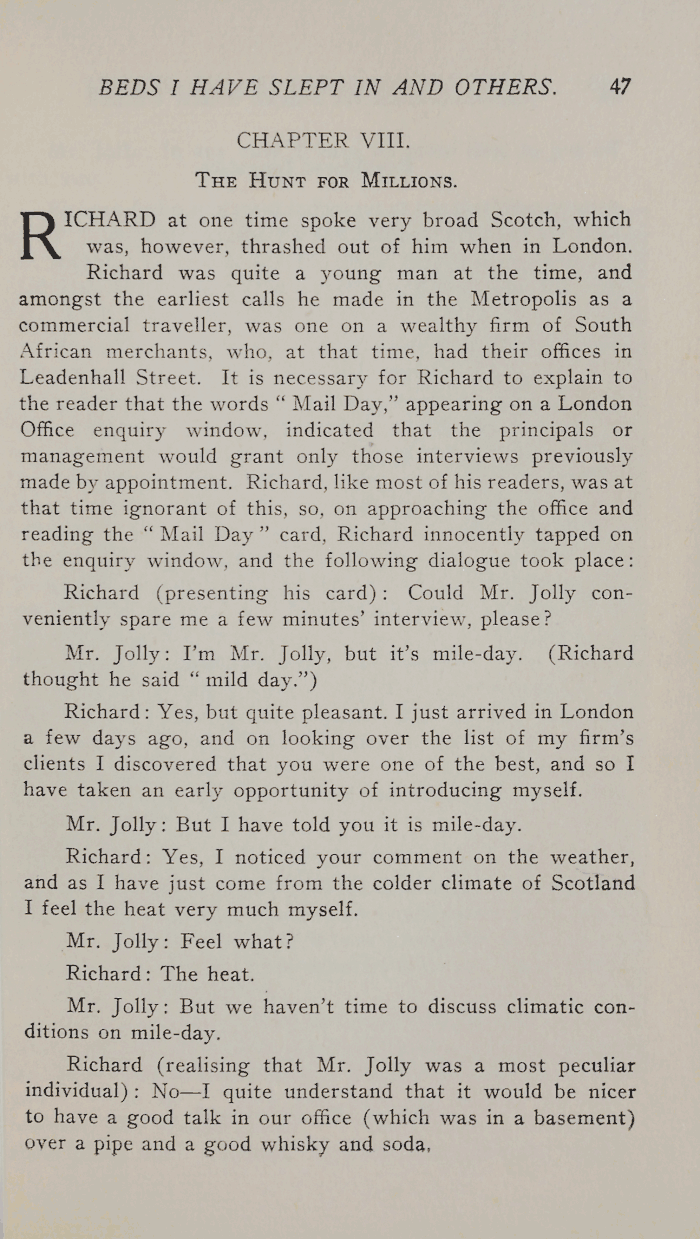 BEDS I HAVE SLEPT IN AND OTHERS. 47
CHAPTER VIII.
THE HUNT FOR MILLIONS.
RICHARD at one time spoke very broad Scotch, which
was, however, thrashed out of him when in London.
Richard was quite a young man at the time, and
amongst the earliest calls he made in the Metropolis as a
commercial traveller, was one on a wealthy firm of South
African merchants, who, at that time, had their offices in
Leadenhall Street. It is necessary for Richard to explain to
the reader that the words “ Mail Day,” appearing on a London
Office enquiry window, indicated that the principals or
management would grant only those interviews previously
made by appointment. Richard, like most of his readers, was at
that time ignorant of this, so, on approaching the office and
reading the “ Mail Day ” card, Richard innocently tapped on
the enquiry window, and the following dialogue took place :
Richard (presenting his card) : Could Mr. Jolly con-
veniently spare me a few minutes’ interview, please ?
Mr. Jolly : I’m Mr. Jolly, but it’s mile-day. (Richard
thought he said “ mild day.”)
Richard : Yes, but quite pleasant. I just arrived in London
a few days ago, and on looking over the list of my firm’s
clients I discovered that you were one of the best, and so I
have taken an early opportunity of introducing myself.
Mr. Jolly : But I have told you it is mile-day.
Richard : Yes, I noticed your comment on the weather,
and as I have just come from the colder climate of Scotland
I feel the heat very much myself.
Mr. Jolly : Feel what ?
Richard : The heat.
Mr. Jolly : But we haven’t time to discuss climatic con-
ditions on mile-day.
Richard (realising that Mr. Jolly was a most peculiar
individual) : No—I quite understand that it would be nicer
to have a good talk in our office (which was in a basement)
over a pipe and a good whisky and soda,